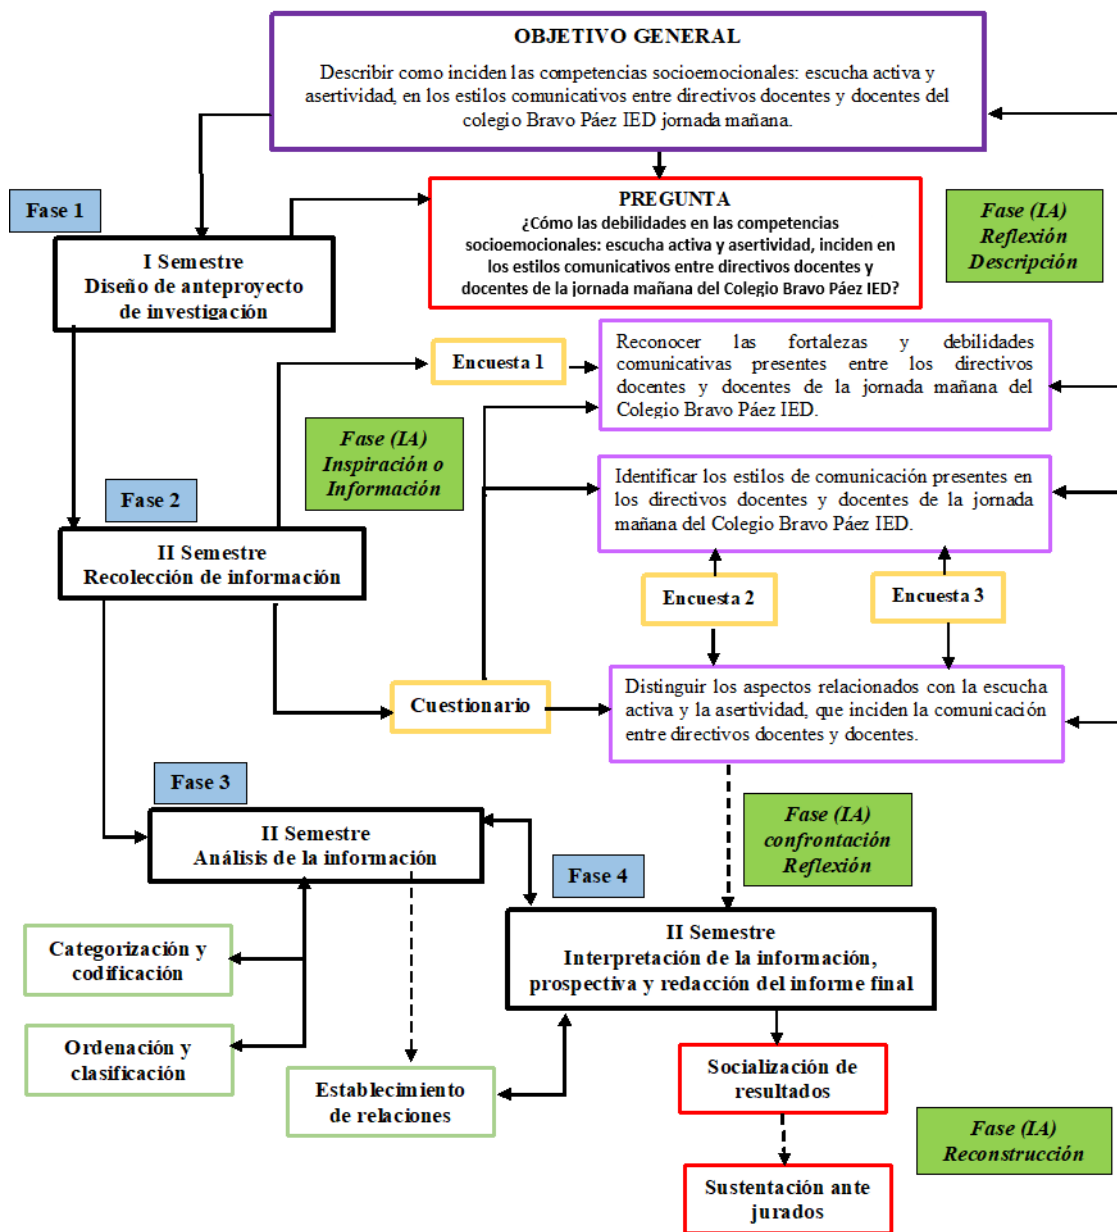 OBJETIVO GENERAL
Describir como inciden las competencias socioemocionales: escucha activa y
asertividad, en los estilos comunicativos entre directivos docentes y docentes del
colegio Bravo Páez IED jornada mañana.
Fase 1
PREGUNTA
¿Cómo las debilidades en las competencias
socioemocionales: escucha activa y asertividad, inciden en
los estilos comunicativos entre directivos docentes y
docentes de la jornada mañana del Colegio Bravo Páez IED?
Fase (IA)
Reflexión
Descripción
I Semestre
Diseño de anteproyecto
de investigación
Encuesta 1
Reconocer las fortalezas y debilidades
comunicativas presentes entre los directivos
docentes y docentes de la jornada mañana del
Colegio Bravo Páez IED.
Fase (IA)
Inspiración o
Información
Fase 2
Identificar los estilos de comunicación presentes en
los directivos docentes y docentes de la jornada
mañana del Colegio Bravo Páez IED.
II Semestre
Recolección de información
Encuesta 2
Encuesta 3
Cuestionario
Distinguir los aspectos relacionados con la escucha
activa y la asertividad, que inciden la comunicación
entre directivos docentes y docentes.
Fase 3
II Semestre
Análisis de la información
Fase (IA)
confrontación
Reflexión
Fase 4
II Semestre
Interpretación de la información,
prospectiva y redacción del informe final
Categorización y
codificación
Ordenación y
clasificación
Establecimiento
de relaciones
Socialización de
resultados
Fase (IA)
Reconstrucción
Sustentación ante
jurados